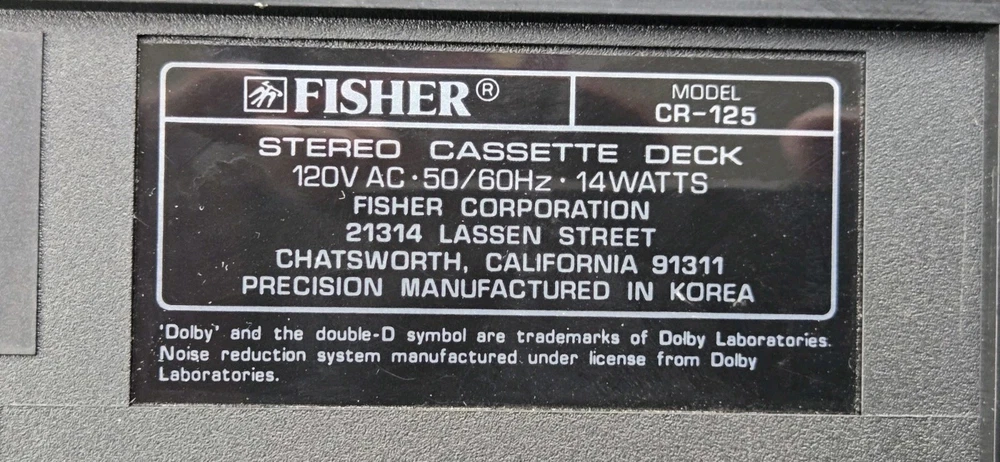 FISHER®
MODEL
CR-125
STEREO CASSETTE DECK
120V AC · 50/60Hz · 14WATTS
FISHER CORPORATION
21314 LASSEN STREET
CHATSWORTH, CALIFORNIA 91311
PRECISION MANUFACTURED IN KOREA
'Dolby' and the double-D symbol are trademarks of Dolby Laboratories.
Noise reduction system manufactured under license from Dolby
Laboratories.